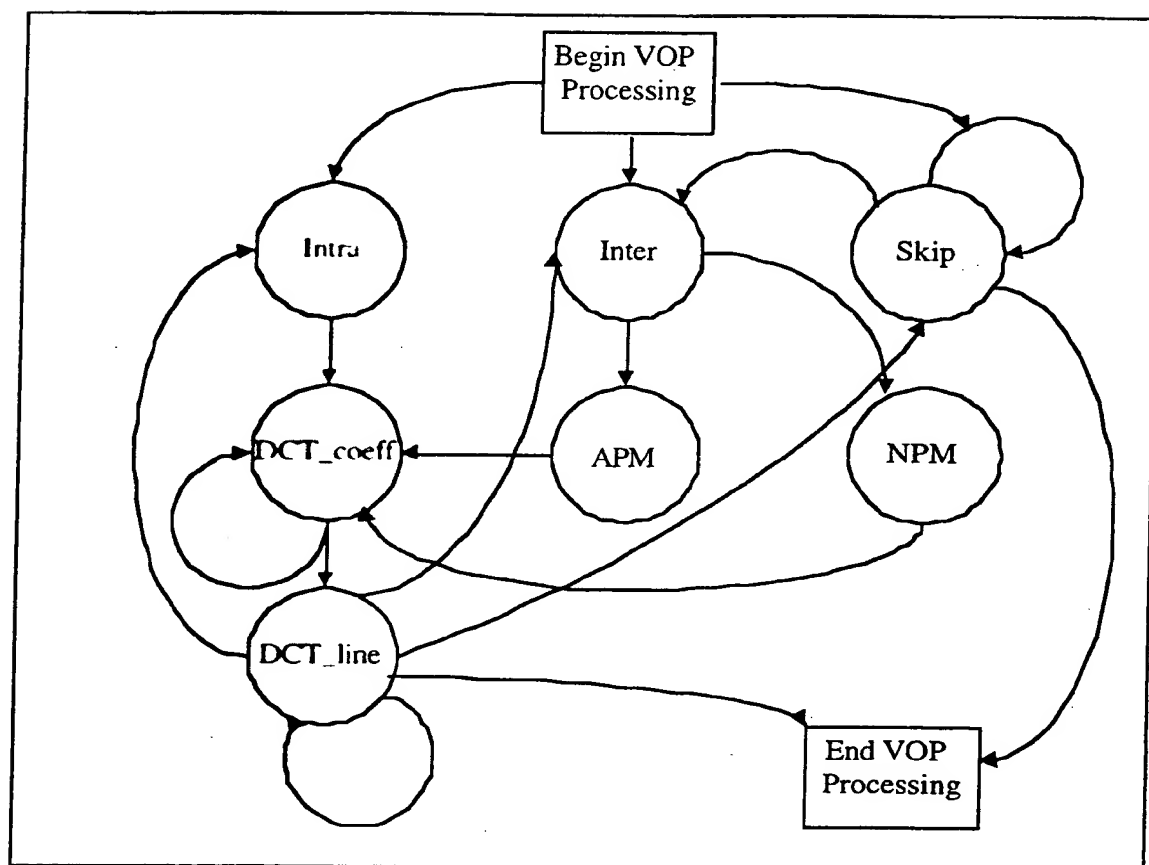 Begin VOP
Processing
Intra
Inter
Skip
DCT_coeff
APM
NPM
DCT_line
End VOP
Processing